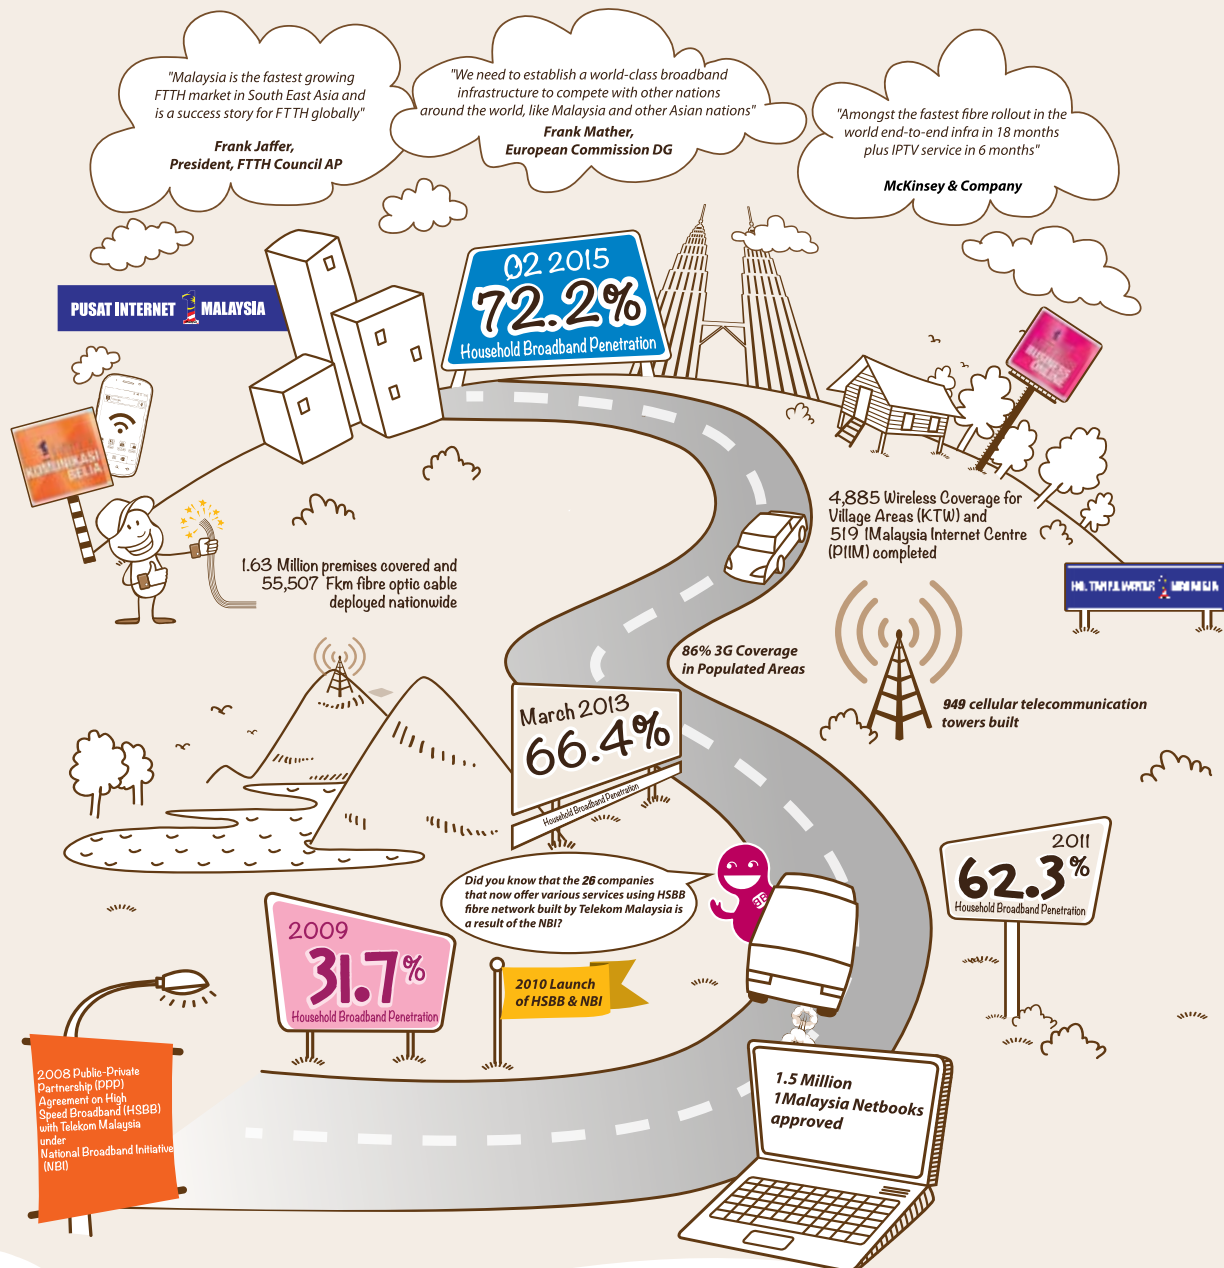 "Malaysia is the fastest growing
FTTH market in South East Asia and
is a success story for FTTH globally"
Frank Jaffer,
President, FTTH Council AP
"We need to establish a world-class broadband
infrastructure to compete with other nations
around the world, like Malaysia and other Asian nations"
Frank Mather,
European Commission DG
"Amongst the fastest fibre rollout in the
world end-to-end infra in 18 months
plus IPTV service in 6 months"
McKinsey & Company
PUSAT INTERNET 1 MALAYSIA
Q2 2015
72.2%
Household Broadband Penetration
KOMUNIKASI
BELIA
BUSINESS
ONLINE
4,885 Wireless Coverage for
Village Areas (KTW) and
519 1Malaysia Internet Centre
(PI1M) completed
1.63 Million premises covered and
55,507 Fkm fibre optic cable
deployed nationwide
86% 3G Coverage
in Populated Areas
949 cellular telecommunication
towers built
March 2013
66.4%
Household Broadband Penetration
2011
62.3%
Household Broadband Penetration
Did you know that the 26 companies
that now offer various services using HSBB
fibre network built by Telekom Malaysia is
a result of the NBI?
3G
2009
31.7%
Household Broadband Penetration
2010 Launch
of HSBB & NBI
2008 Public-Private
Partnership (PPP)
Agreement on High
Speed Broadband (HSBB)
with Telekom Malaysia
under
National Broadband Initiative
(NBI)
1.5 Million
1Malaysia Netbooks
approved